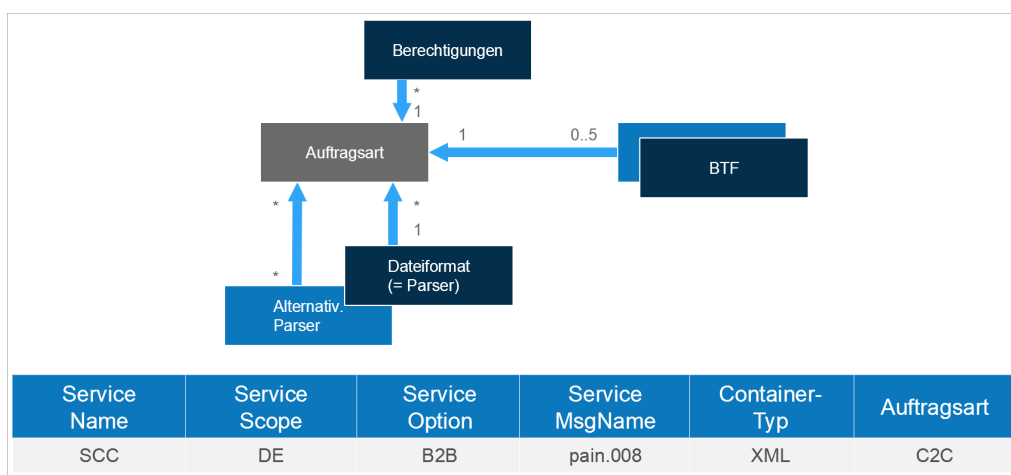 Berechtigungen
*
1
Auftragsart
1
0..5
BTF
*
*
1
*
Dateiformat
(= Parser)
Alternativ.
Parser
Service
Name
Service
Scope
Service
Option
Service
MsgName
Container-
Typ
Auftragsart
SCC
DE
B2B
pain.008
XML
C2C